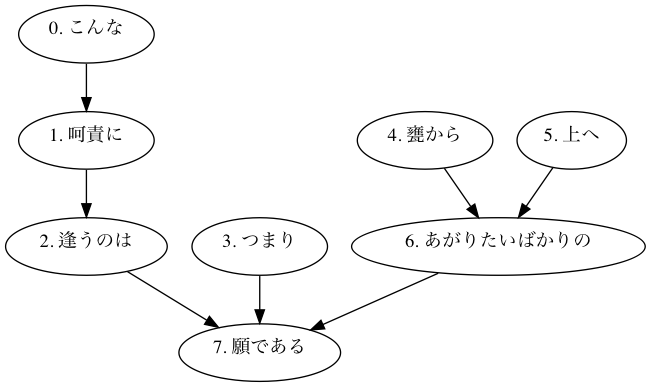 0. こんな
1. 呵責に
4. 甕から
5. 上へ
2. 逢うのは
3. つまり
6. あがりたいばかりの
7. 願である